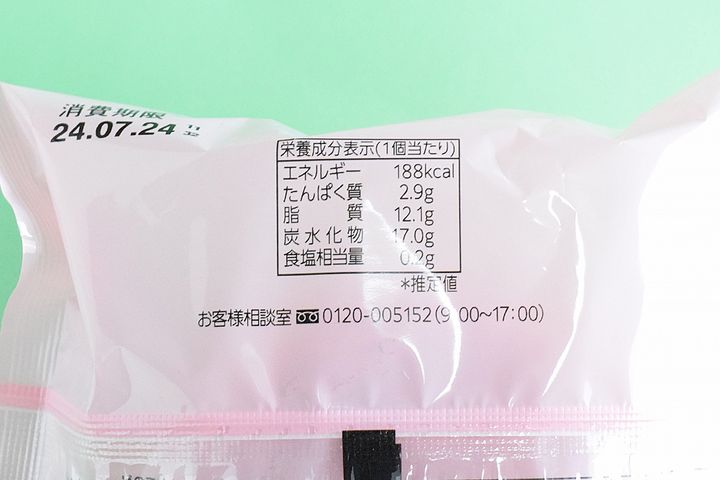 消費期限
24.07.24 11
32
栄養成分表示(1個当たり)
エネルギー 188kcal
たんぱく質 2.9g
脂質 12.1g
炭水化物 17.0g
食塩相当量 0.2g
*推定値
お客様相談室 0120-005152(9:00～17:00)